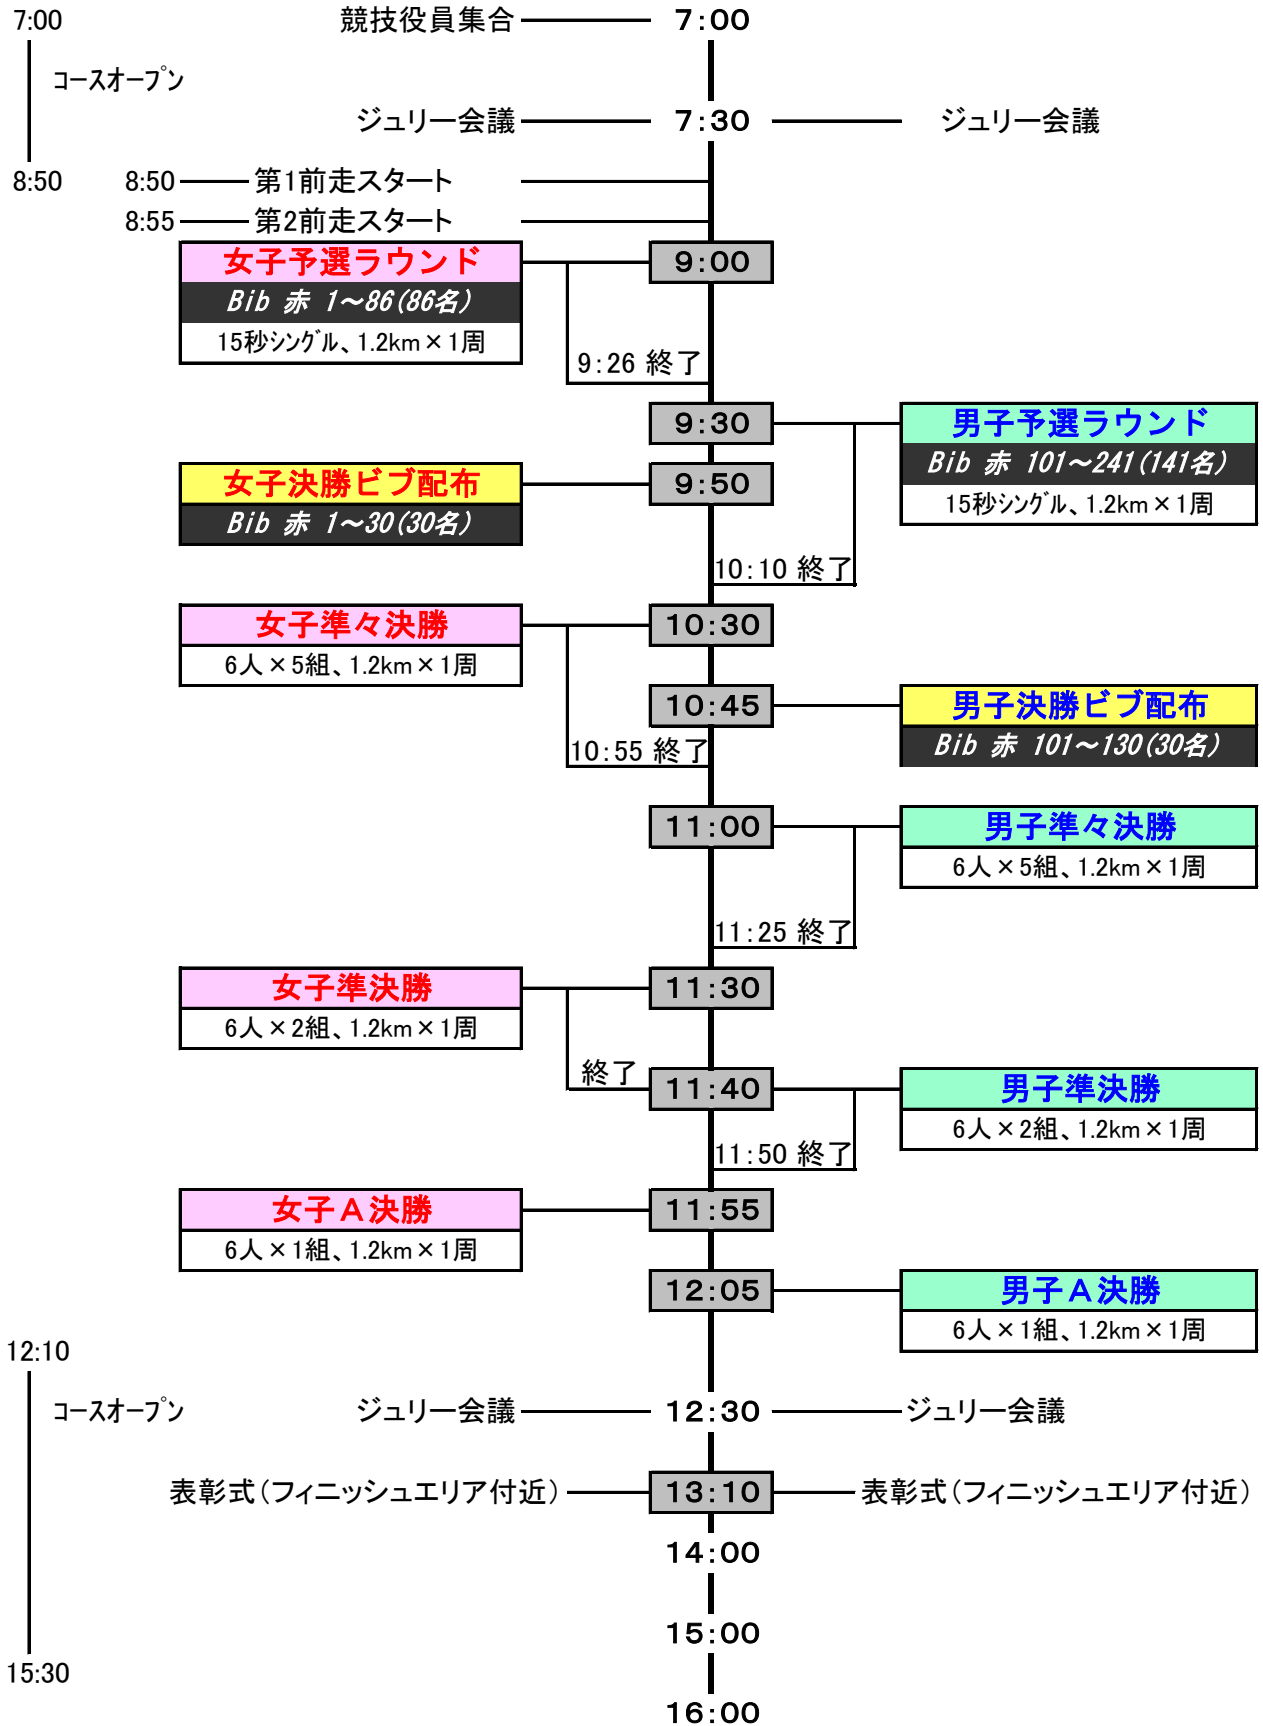 7:00
競技役員集合
7:00
コースオープン
ジュリー会議
7:30
ジュリー会議
8:50
8:50
第1前走スタート
8:55
第2前走スタート
女子予選ラウンド
9:00
Bib 赤 1～86(86名)
15秒シングル、1.2km×1周
9:26 終了
9:30
男子予選ラウンド
Bib 赤 101～241(141名)
15秒シングル、1.2km×1周
女子決勝ビブ配布
9:50
Bib 赤 1～30(30名)
10:10 終了
女子準々決勝
10:30
6人×5組、1.2km×1周
10:45
男子決勝ビブ配布
Bib 赤 101～130(30名)
10:55 終了
11:00
男子準々決勝
6人×5組、1.2km×1周
11:25 終了
女子準決勝
11:30
6人×2組、1.2km×1周
終了
11:40
男子準決勝
6人×2組、1.2km×1周
11:50 終了
女子A決勝
11:55
6人×1組、1.2km×1周
12:05
男子A決勝
6人×1組、1.2km×1周
12:10
コースオープン
ジュリー会議
12:30
ジュリー会議
表彰式(フィニッシュエリア付近)
13:10
表彰式(フィニッシュエリア付近)
14:00
15:00
15:30
16:00